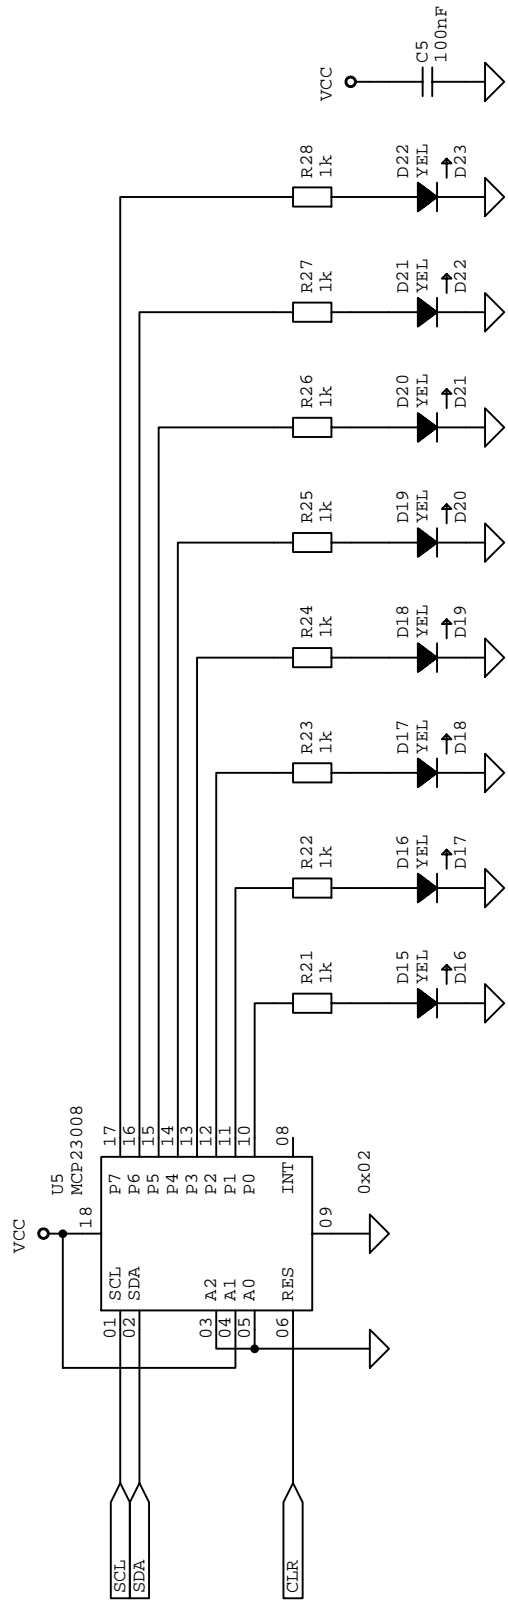 VCC
U5
MCP23008
18
SCL
SDA
A2
A1
A0
RES
P7
P6
P5
P4
P3
P2
P1
P0
INT
01
02
03
04
05
06
17
16
15
14
13
12
11
10
08
09
0x02
SCL
SDA
CLR
R21
1k
R22
1k
R23
1k
R24
1k
R25
1k
R26
1k
R27
1k
R28
1k
D15
YEL
D16
D16
YEL
D17
D17
YEL
D18
D18
YEL
D19
D19
YEL
D20
D20
YEL
D21
D21
YEL
D22
D22
YEL
D23
VCC
C5
100nF